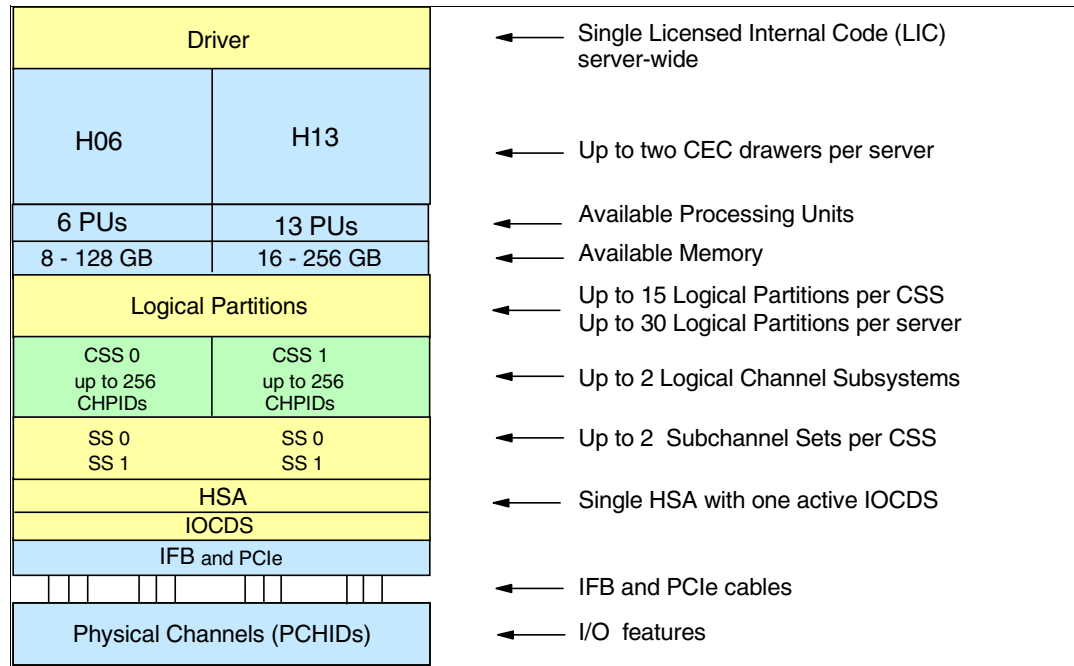 Driver
Single Licensed Internal Code (LIC)
server-wide
H06
H13
Up to two CEC drawers per server
6 PUs
13 PUs
Available Processing Units
8 - 128 GB
16 - 256 GB
Available Memory
Logical Partitions
Up to 15 Logical Partitions per CSS
Up to 30 Logical Partitions per server
CSS 0
up to 256
CHPIDs
CSS 1
up to 256
CHPIDs
Up to 2 Logical Channel Subsystems
SS 0
SS 1
SS 0
SS 1
Up to 2 Subchannel Sets per CSS
HSA
Single HSA with one active IOCDS
IOCDS
IFB and PCIe
IFB and PCIe cables
Physical Channels (PCHIDs)
I/O features